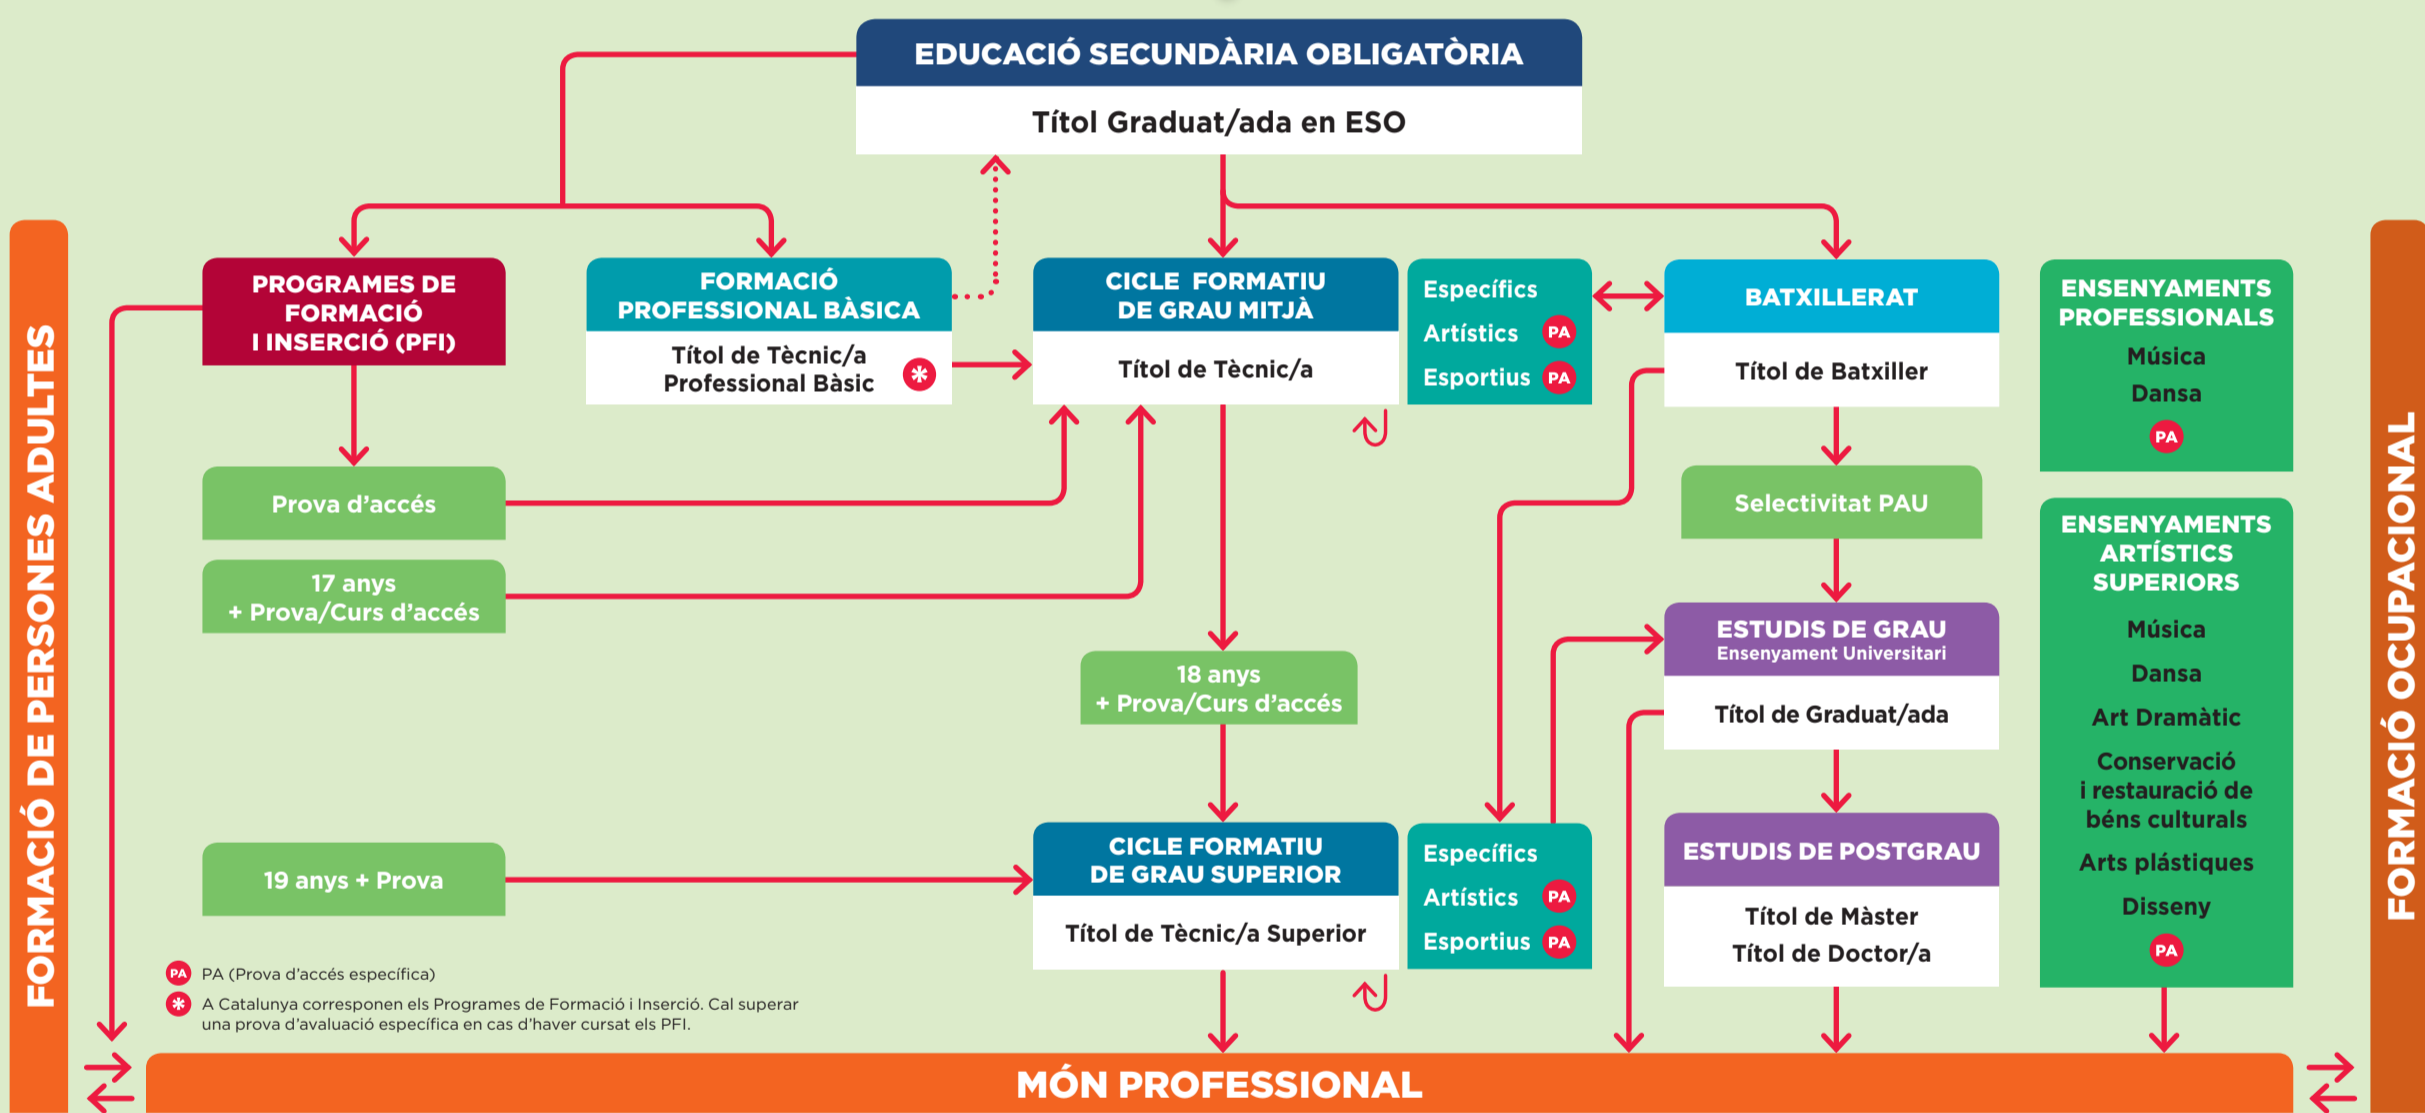 EDUCACIÓ SECUNDÀRIA OBLIGATÒRIA
Títol Graduat/ada en ESO
FORMACIÓ DE PERSONES ADULTES
PROGRAMES DE
FORMACIÓ
I INSERCIÓ (PFI)
FORMACIÓ
PROFESSIONAL BÀSICA
Títol de Tècnic/a
Professional Bàsic
*
CICLE FORMATIU
DE GRAU MITJÀ
Títol de Tècnic/a
Específics
Artístics PA
Esportius PA
BATXILLERAT
Títol de Batxiller
ENSENYAMENTS
PROFESSIONALS
Música
Dansa
PA
Prova d'accés
17 anys
+ Prova/Curs d'accés
18 anys
+ Prova/Curs d'accés
Selectivitat PAU
ESTUDIS DE GRAU
Ensenyament Universitari
Títol de Graduat/ada
ENSENYAMENTS
ARTÍSTICS
SUPERIORS
Música
Dansa
Art Dramàtic
Conservació
i restauració de
béns culturals
Arts plástiques
Disseny
PA
19 anys + Prova
CICLE FORMATIU
DE GRAU SUPERIOR
Títol de Tècnic/a Superior
Específics
Artístics PA
Esportius PA
ESTUDIS DE POSTGRAU
Títol de Màster
Títol de Doctor/a
PA PA (Prova d'accés específica)
* A Catalunya corresponen els Programes de Formació i Inserció. Cal superar
una prova d'avaluació específica en cas d'haver cursat els PFI.
MÓN PROFESSIONAL
FORMACIÓ OCUPACIONAL